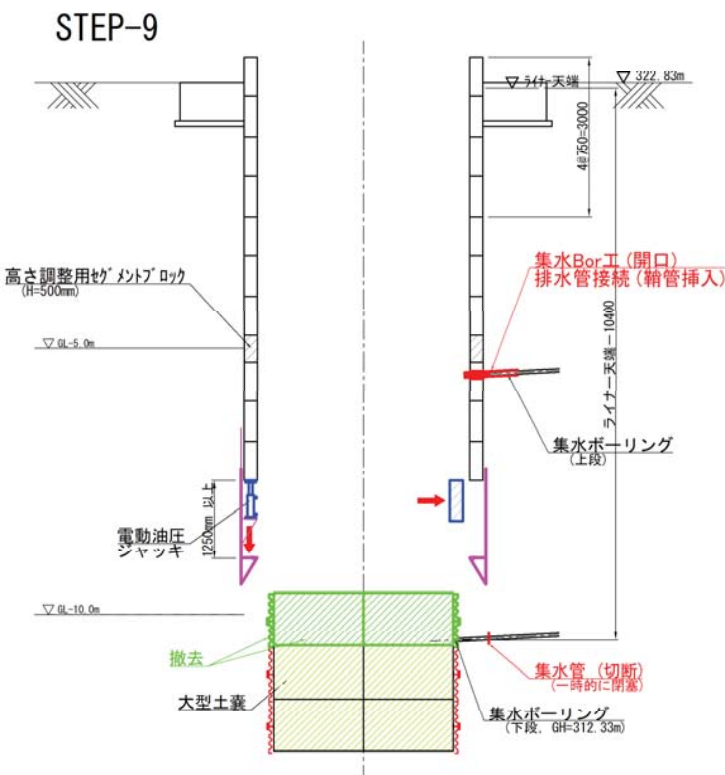 STEP-9
▽ ライナー天端
▽ 322.83m
4@750=3000
高さ調整用セグメントブロック
(H=500mm)
▽ GL-5.0m
集水Bor工(開口)
排水管接続(鞘管挿入)
ライナー天端-10400
集水ボーリング
(上段)
1250mm 以上
電動油圧
ジャッキ
▽ GL-10.0m
撤去
集水管 (切断)
(一時的に閉塞)
大型土嚢
集水ボーリング
(下段, GH=312.33m)